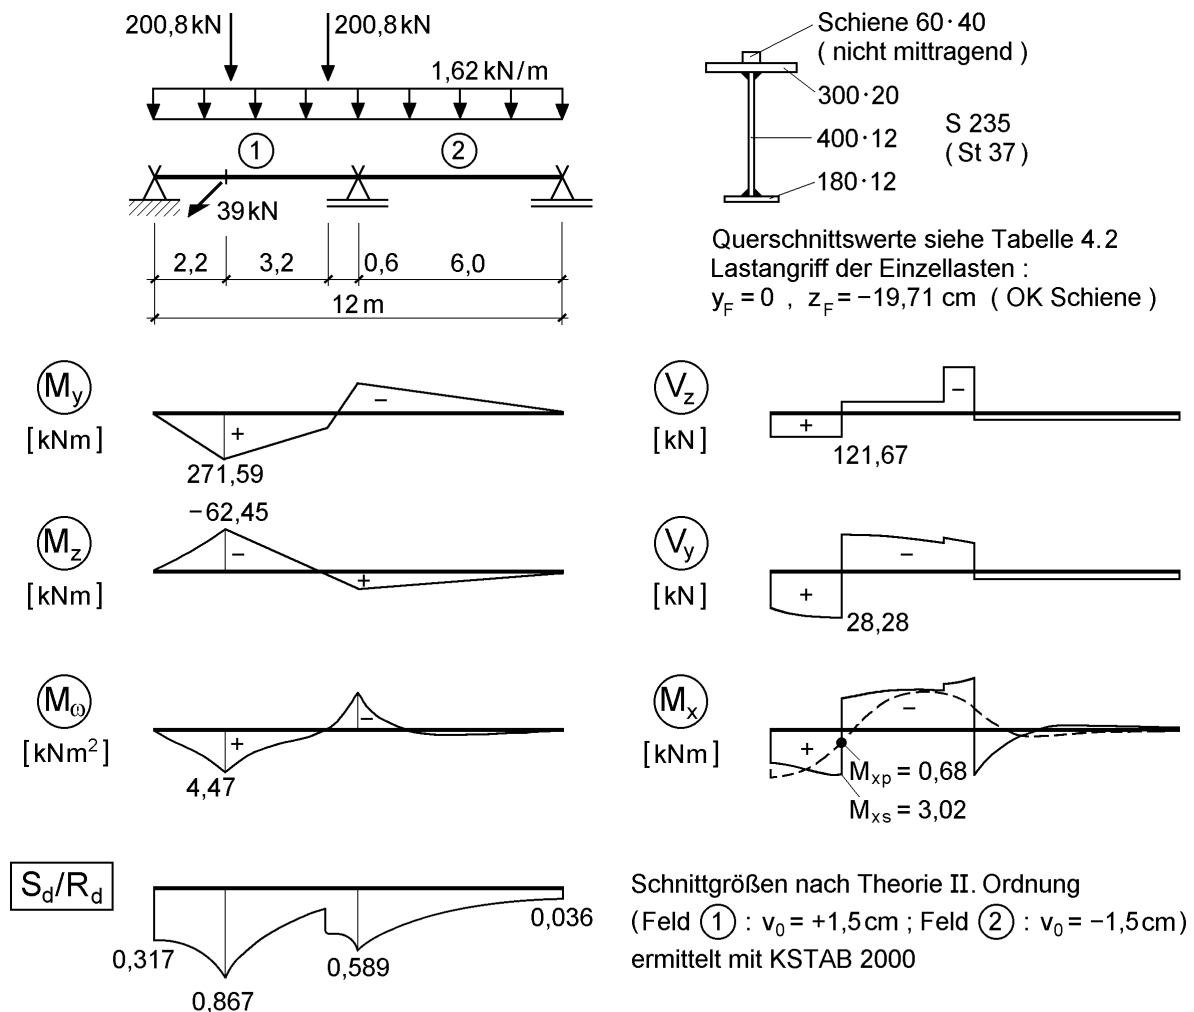 200,8 kN
200,8 kN
1,62 kN/m
1
2
39 kN
2,2
3,2
0,6
6,0
12 m
Schiene 60·40
( nicht mittragend )
300·20
400·12
180·12
S 235
( St 37 )
Querschnittswerte siehe Tabelle 4.2
Lastangriff der Einzellasten :
y_F = 0 , z_F = −19,71 cm ( OK Schiene )
M_y
[kNm]
+
−
271,59
V_z
[kN]
+
−
121,67
M_z
[kNm]
−62,45
−
+
V_y
[kN]
+
−
28,28
M_ω
[kNm²]
+
−
4,47
M_x
[kNm]
+
−
M_xp = 0,68
M_xs = 3,02
S_d/R_d
0,317
0,867
0,589
0,036
Schnittgrößen nach Theorie II. Ordnung
(Feld 1 : v₀ = +1,5 cm ; Feld 2 : v₀ = −1,5 cm)
ermittelt mit KSTAB 2000